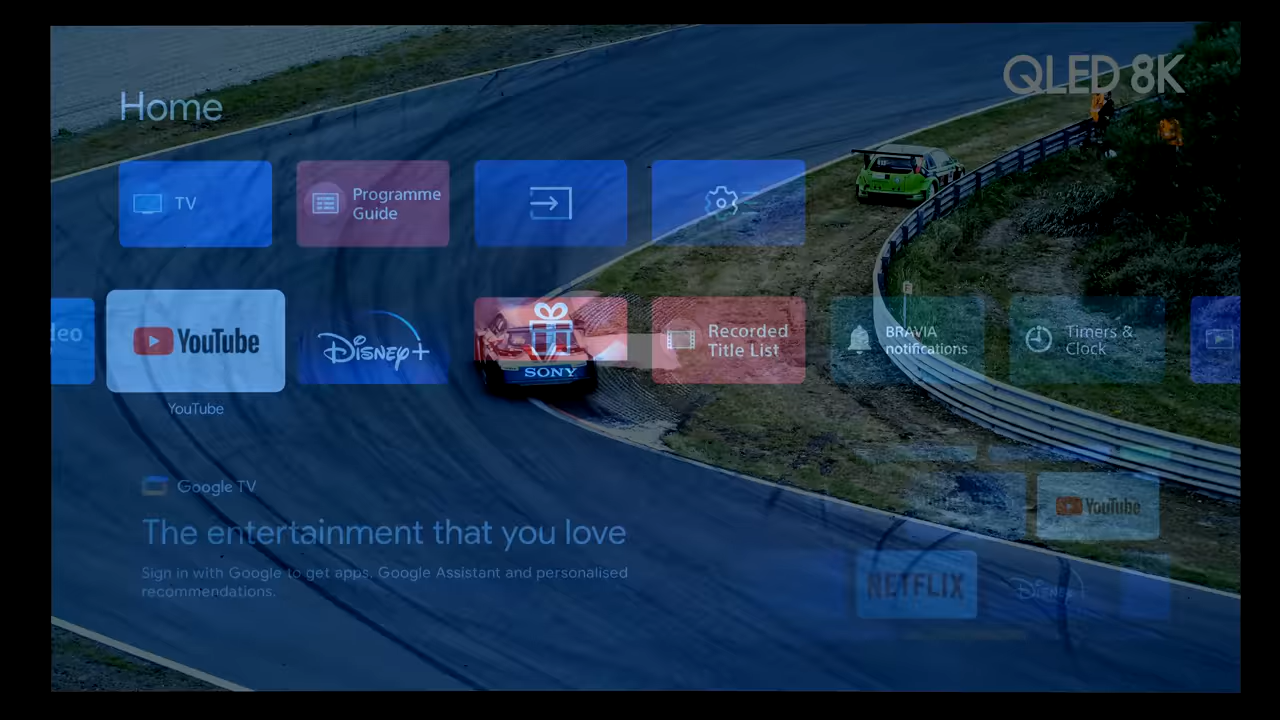 QLED 8K
Home
TV
Programme
Guide
deo
YouTube
Disney+
SONY
Recorded
Title List
BRAVIA
notifications
Timers &
Clock
YouTube
Google TV
The entertainment that you love
Sign in with Google to get apps, Google Assistant and personalised
recommendations.
YouTube
NETFLIX
Disney